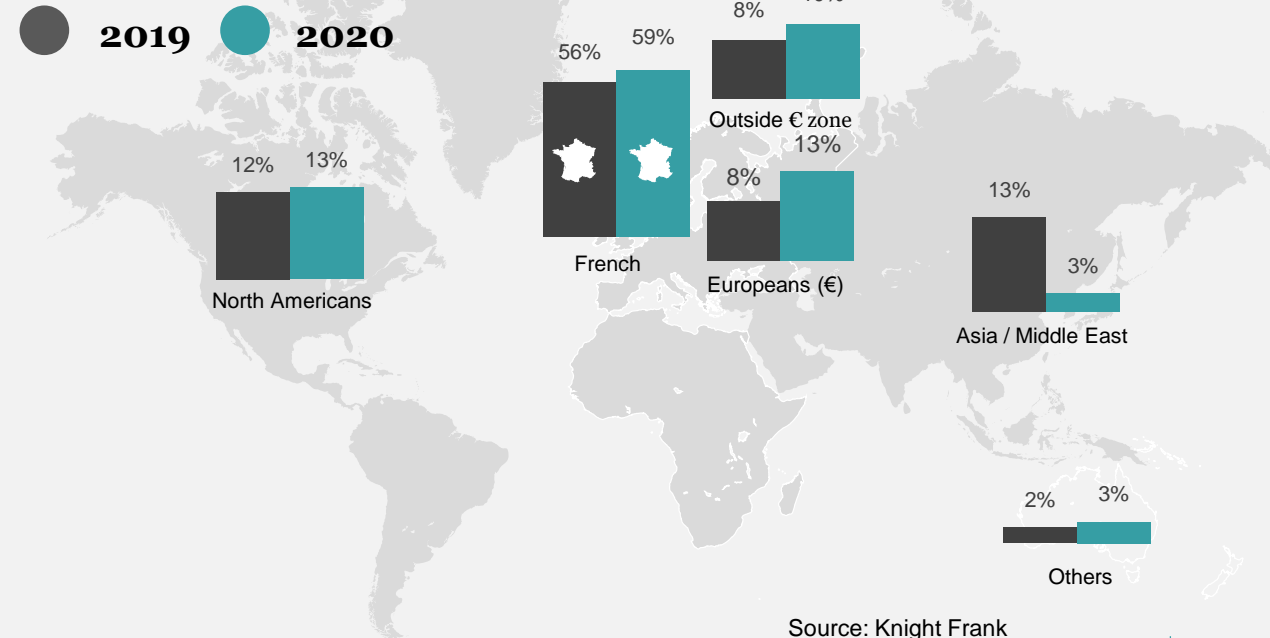 2019
2020
8%
56%
59%
Outside € zone
13%
8%
12%
13%
13%
3%
French
Europeans (€)
North Americans
Asia / Middle East
2%
3%
Others
Source: Knight Frank